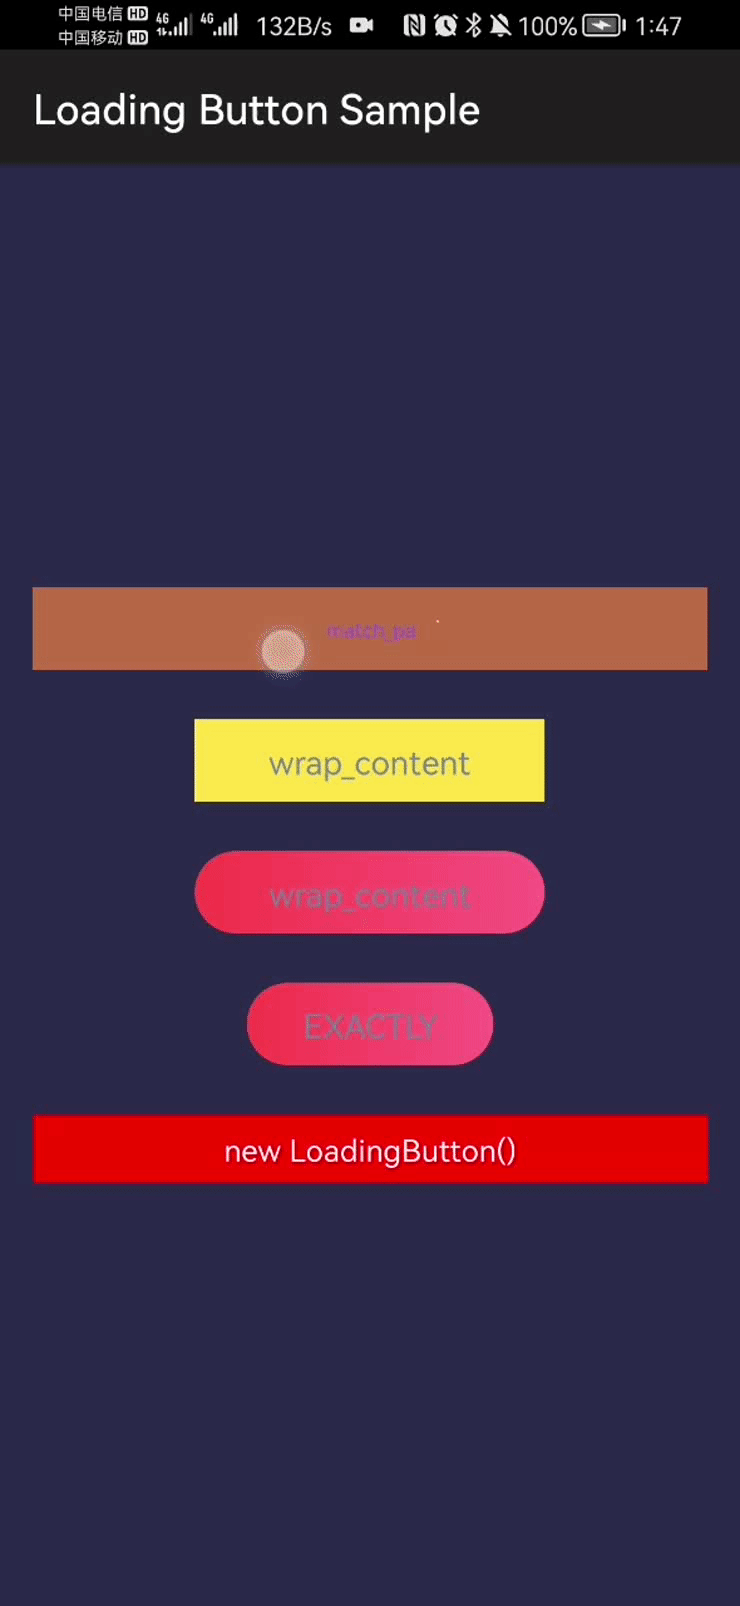 中国电信 HD 4G 4G 132B/s 100% 1:47
中国移动 HD
Loading Button Sample
match_pa
wrap_content
wrap_content
EXACTLY
new LoadingButton()